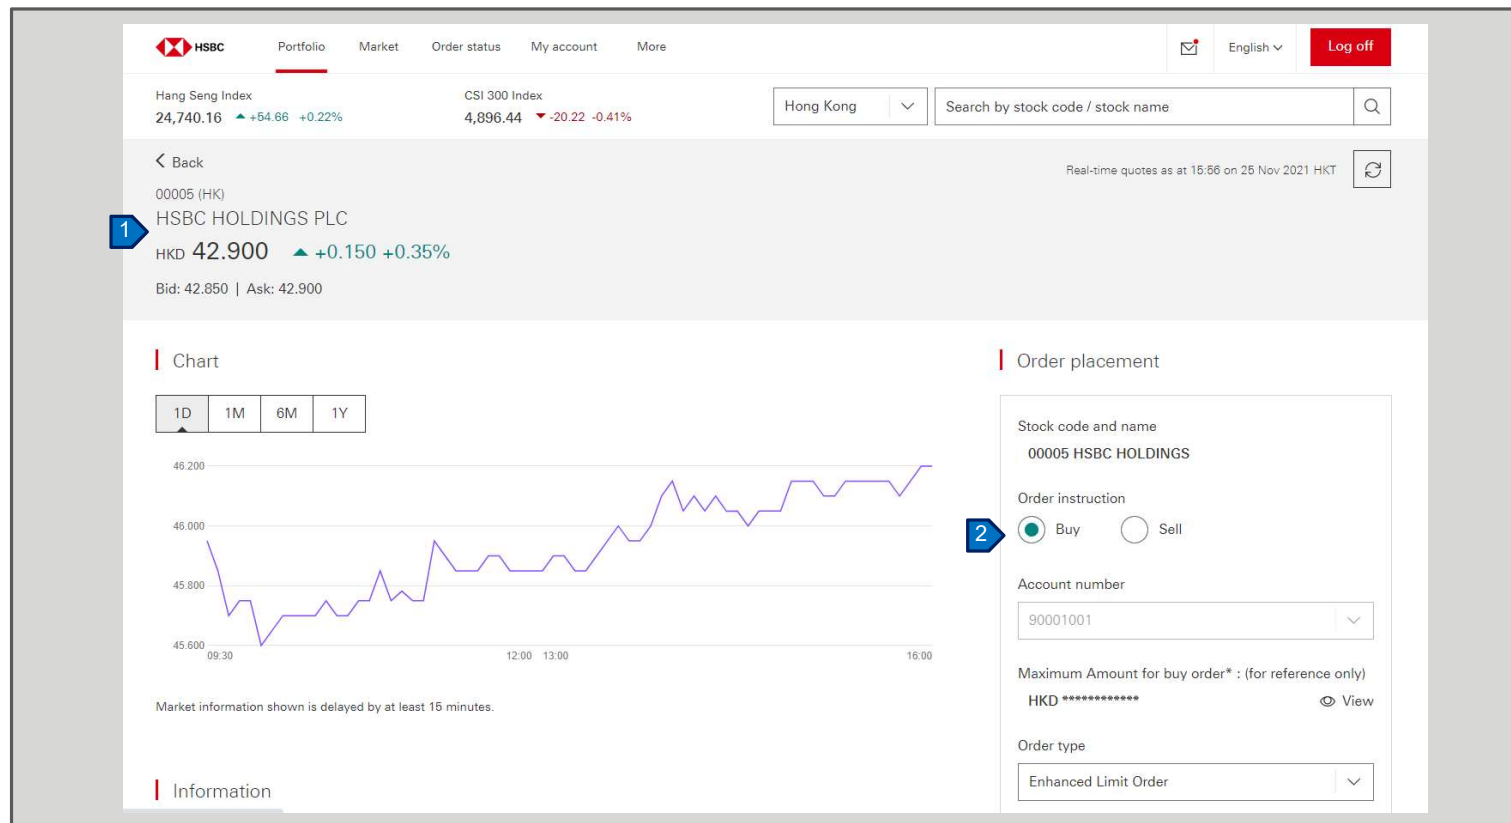 HSBC Portfolio Market Order status My account More English Log off
Hang Seng Index CSI 300 Index
24,740.16 +54.66 +0.22% 4,896.44 -20.22 -0.41%
Hong Kong Search by stock code / stock name
Back
Real-time quotes as at 15:56 on 25 Nov 2021 HKT
00005 (HK)
HSBC HOLDINGS PLC
1
HKD 42.900 +0.150 +0.35%
Bid: 42.850 | Ask: 42.900
Chart
1D 1M 6M 1Y
46.200
46.000
45.800
45.600
09:30 12:00 13:00 16:00
Market information shown is delayed by at least 15 minutes.
Information
Order placement
Stock code and name
00005 HSBC HOLDINGS
Order instruction
2 Buy Sell
Account number
90001001
Maximum Amount for buy order* : (for reference only)
HKD ************ View
Order type
Enhanced Limit Order